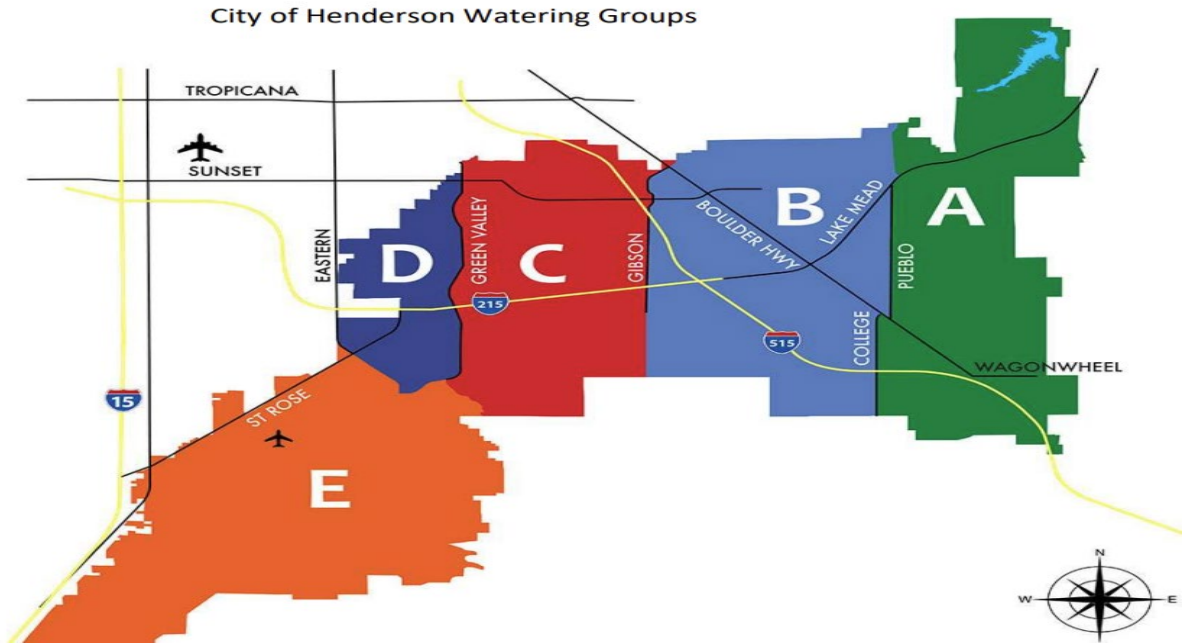 City of Henderson Watering Groups
TROPICANA
SUNSET
EASTERN
GREEN VALLEY
GIBSON
BOULDER HWY
LAKE MEAD
PUEBLO
COLLEGE
WAGONWHEEL
ST ROSE
A
B
C
D
E
215
515
15
N
W
E
S